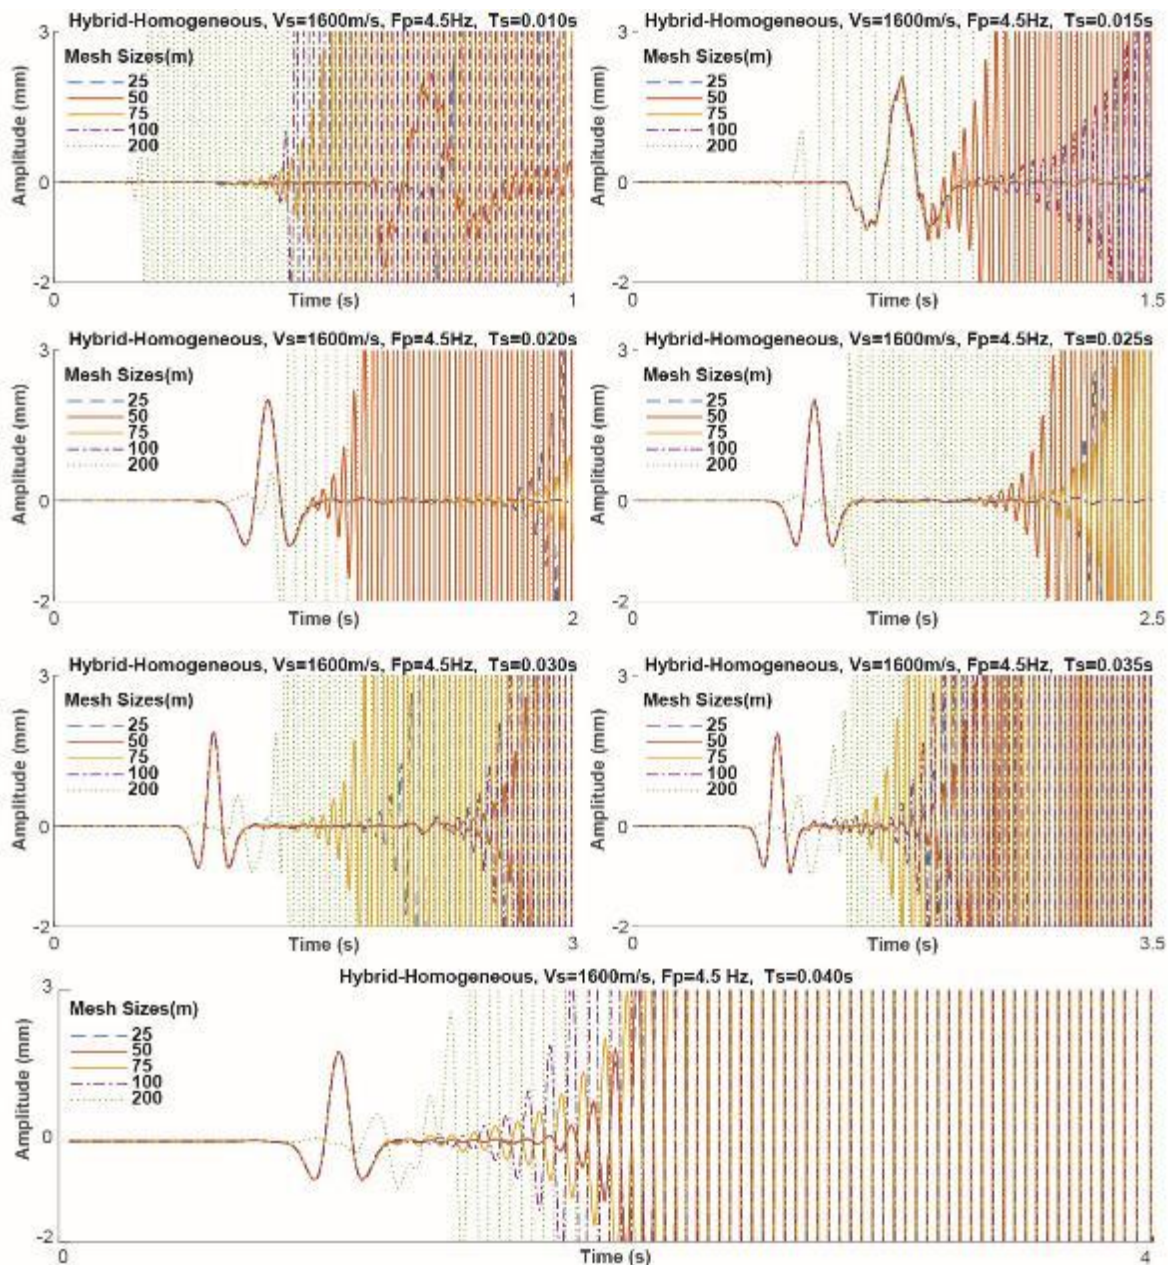 Hybrid-Homogeneous, Vs=1600m/s, Fp=4.5Hz, Ts=0.010s
3
Mesh Sizes(m)
25
50
75
100
200
Amplitude (mm)
0
-2
0
Time (s)
1
Hybrid-Homogeneous, Vs=1600m/s, Fp=4.5Hz, Ts=0.015s
3
Mesh Sizes(m)
25
50
75
100
200
Amplitude (mm)
0
-2
0
Time (s)
1.5
Hybrid-Homogeneous, Vs=1600m/s, Fp=4.5Hz, Ts=0.020s
3
Mesh Sizes(m)
25
50
75
100
200
Amplitude (mm)
0
-2
0
Time (s)
2
Hybrid-Homogeneous, Vs=1600m/s, Fp=4.5Hz, Ts=0.025s
3
Mesh Sizes(m)
25
50
75
100
200
Amplitude (mm)
0
-2
0
Time (s)
2.5
Hybrid-Homogeneous, Vs=1600m/s, Fp=4.5Hz, Ts=0.030s
3
Mesh Sizes(m)
25
50
75
100
200
Amplitude (mm)
0
-2
0
Time (s)
3
Hybrid-Homogeneous, Vs=1600m/s, Fp=4.5Hz, Ts=0.035s
3
Mesh Sizes(m)
25
50
75
100
200
Amplitude (mm)
0
-2
0
Time (s)
3.5
Hybrid-Homogeneous, Vs=1600m/s, Fp=4.5 Hz, Ts=0.040s
3
Mesh Sizes(m)
25
50
75
100
200
Amplitude (mm)
0
-2
0
Time (s)
4